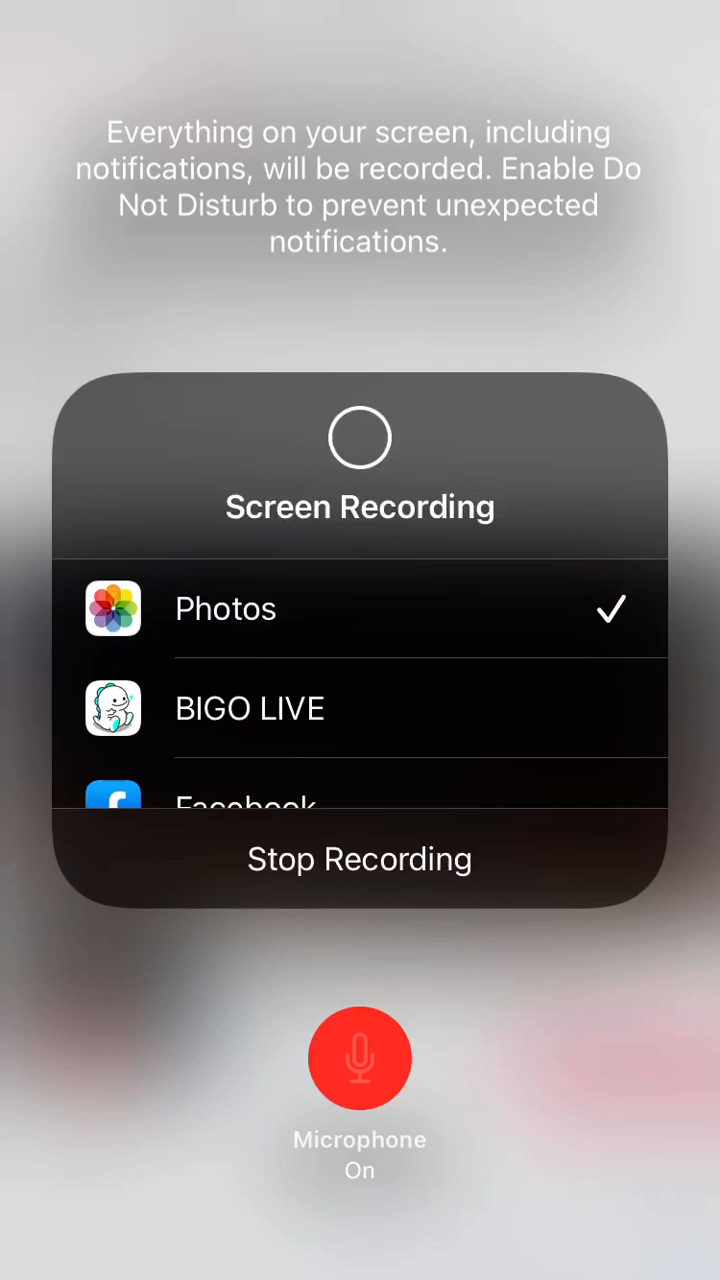 Everything on your screen, including
notifications, will be recorded. Enable Do
Not Disturb to prevent unexpected
notifications.
Screen Recording
Photos
BIGO LIVE
Facebook
Stop Recording
Microphone
On